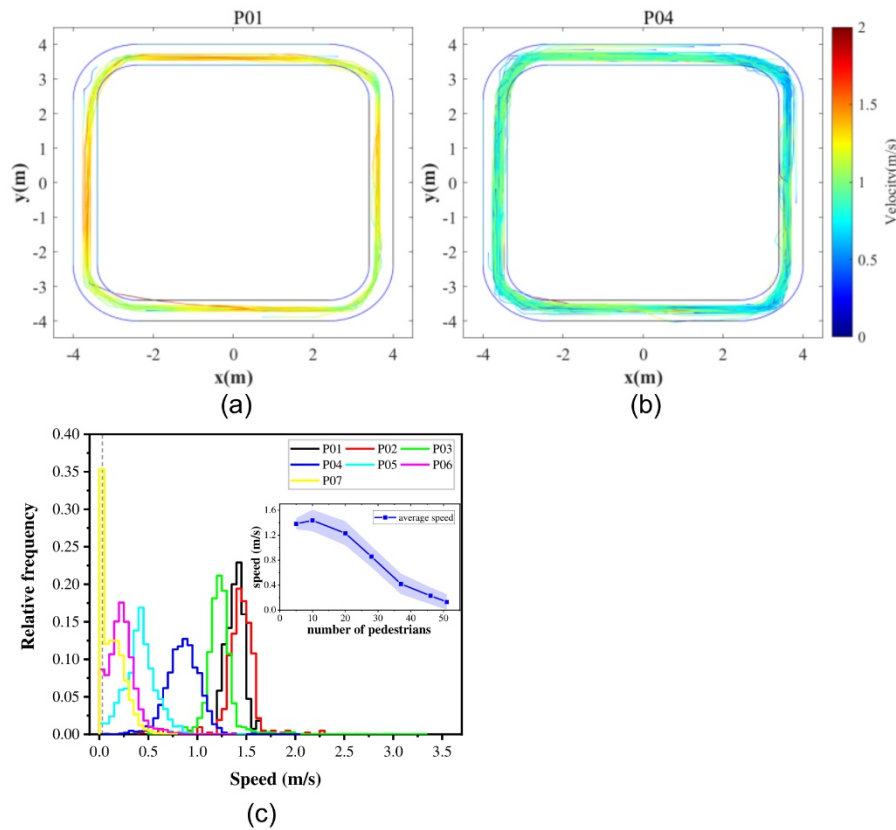 P01
4
3
2
1
0
-1
-2
-3
-4
y(m)
-4 -2 0 2 4
x(m)
(a)
P04
4
3
2
1
0
-1
-2
-3
-4
y(m)
-4 -2 0 2 4
x(m)
(b)
2
1.5
1
0.5
0
Velocity(m/s)
0.40
0.35
0.30
0.25
0.20
0.15
0.10
0.05
0.00
Relative frequency
P01 P02 P03
P04 P05 P06
P07
1.6
1.2
0.8
0.4
0.0
speed (m/s)
average speed
0 10 20 30 40 50
number of pedestrians
0.0 0.5 1.0 1.5 2.0 2.5 3.0 3.5
Speed (m/s)
(c)